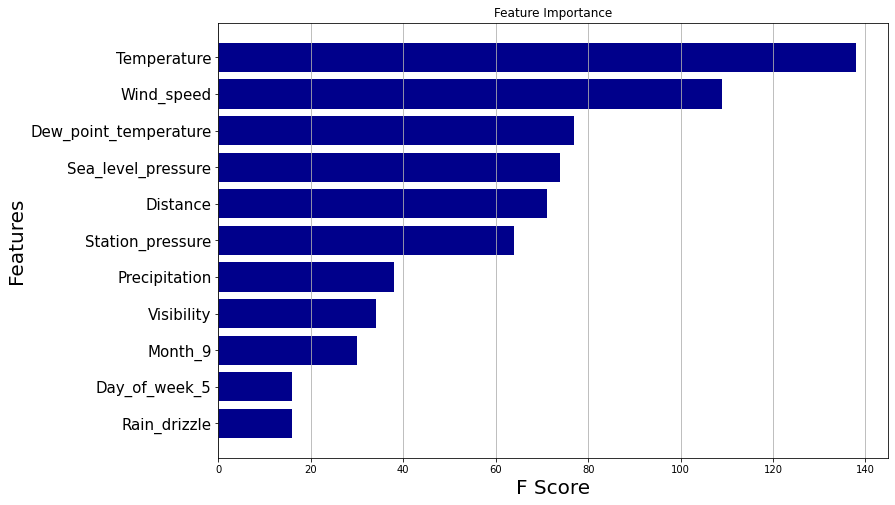 Feature Importance
Temperature
Wind_speed
Dew_point_temperature
Sea_level_pressure
Distance
Station_pressure
Precipitation
Visibility
Month_9
Day_of_week_5
Rain_drizzle
Features
0 20 40 60 80 100 120 140
F Score